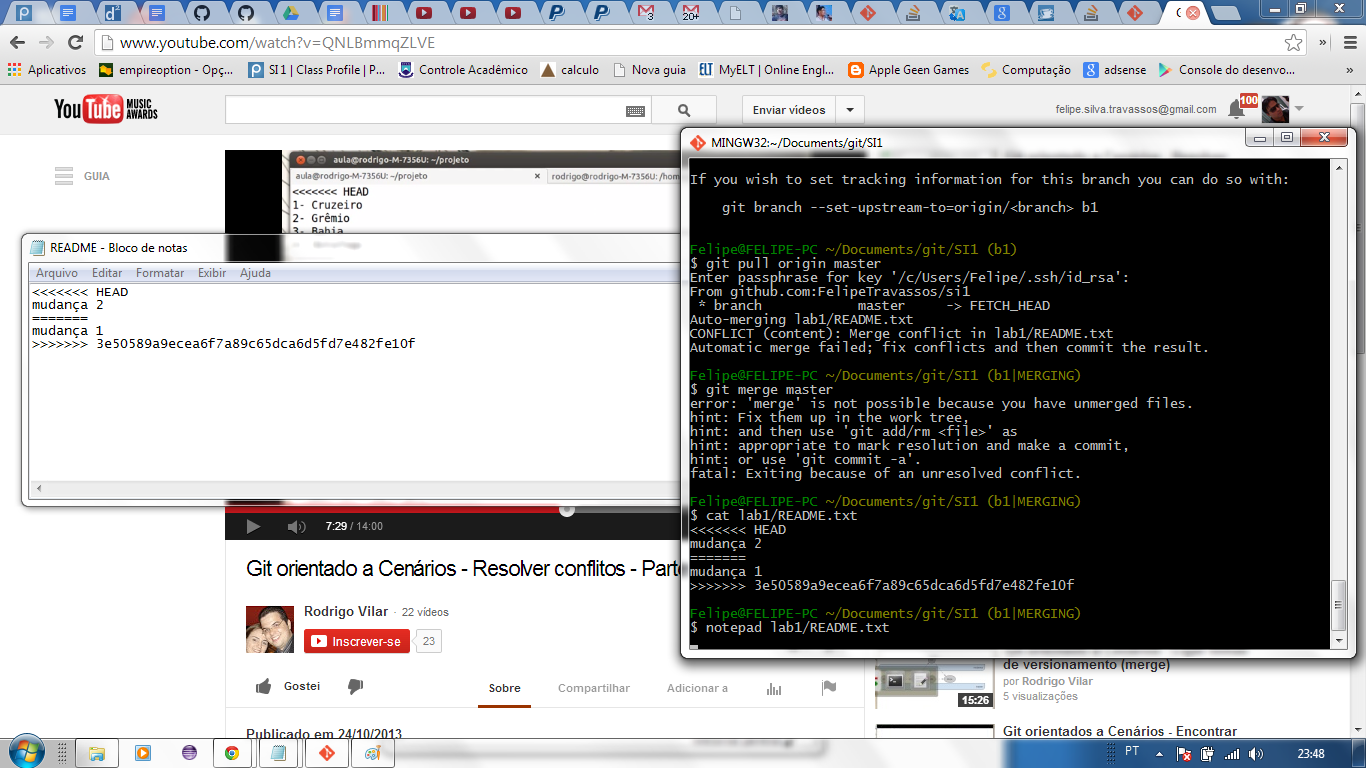 3
20+
www.youtube.com/watch?v=QNLBmmqZLVE
Aplicativos
empireoption - Opç...
SI1 | Class Profile | P...
Controle Acadêmico
calculo
Nova guia
MyELT | Online Engl...
Apple Geen Games
Computação
adsense
Console do desenvo...
»
YouTube MUSIC AWARDS
Enviar vídeos
felipe.silva.travassos@gmail.com
100
GUIA
aula@rodrigo-M-7356U: ~/projeto
aula@rodrigo-M-7356U: ~/projeto
rodrigo@rodrigo-M-7356U: /hom
<<<<<<< HEAD
1- Cruzeiro
2- Grêmio
3- Bahia
README - Bloco de notas
Arquivo Editar Formatar Exibir Ajuda
<<<<<<< HEAD
mudança 2
=======
mudança 1
>>>>>>> 3e50589a9ecea6f7a89c65dca6d5fd7e482fe10f
MINGW32:~/Documents/git/SI1
If you wish to set tracking information for this branch you can do so with:
git branch --set-upstream-to=origin/<branch> b1
Felipe@FELIPE-PC ~/Documents/git/SI1 (b1)
$ git pull origin master
Enter passphrase for key '/c/Users/Felipe/.ssh/id_rsa':
From github.com:FelipeTravassos/si1
* branch master -> FETCH_HEAD
Auto-merging lab1/README.txt
CONFLICT (content): Merge conflict in lab1/README.txt
Automatic merge failed; fix conflicts and then commit the result.
Felipe@FELIPE-PC ~/Documents/git/SI1 (b1|MERGING)
$ git merge master
error: 'merge' is not possible because you have unmerged files.
hint: Fix them up in the work tree,
hint: and then use 'git add/rm <file>' as
hint: appropriate to mark resolution and make a commit,
hint: or use 'git commit -a'.
fatal: Exiting because of an unresolved conflict.
Felipe@FELIPE-PC ~/Documents/git/SI1 (b1|MERGING)
$ cat lab1/README.txt
<<<<<<< HEAD
mudança 2
=======
mudança 1
>>>>>>> 3e50589a9ecea6f7a89c65dca6d5fd7e482fe10f
Felipe@FELIPE-PC ~/Documents/git/SI1 (b1|MERGING)
$ notepad lab1/README.txt
7:29 / 14:00
Git orientado a Cenários - Resolver conflitos - Parte
Rodrigo Vilar - 22 vídeos
Inscrever-se
23
Gostei
Sobre
Compartilhar
Adicionar a
Publicado em 24/10/2013
de versionamento (merge)
por Rodrigo Vilar
5 visualizações
15:26
Git orientados a Cenários - Encontrar
PT
23:48